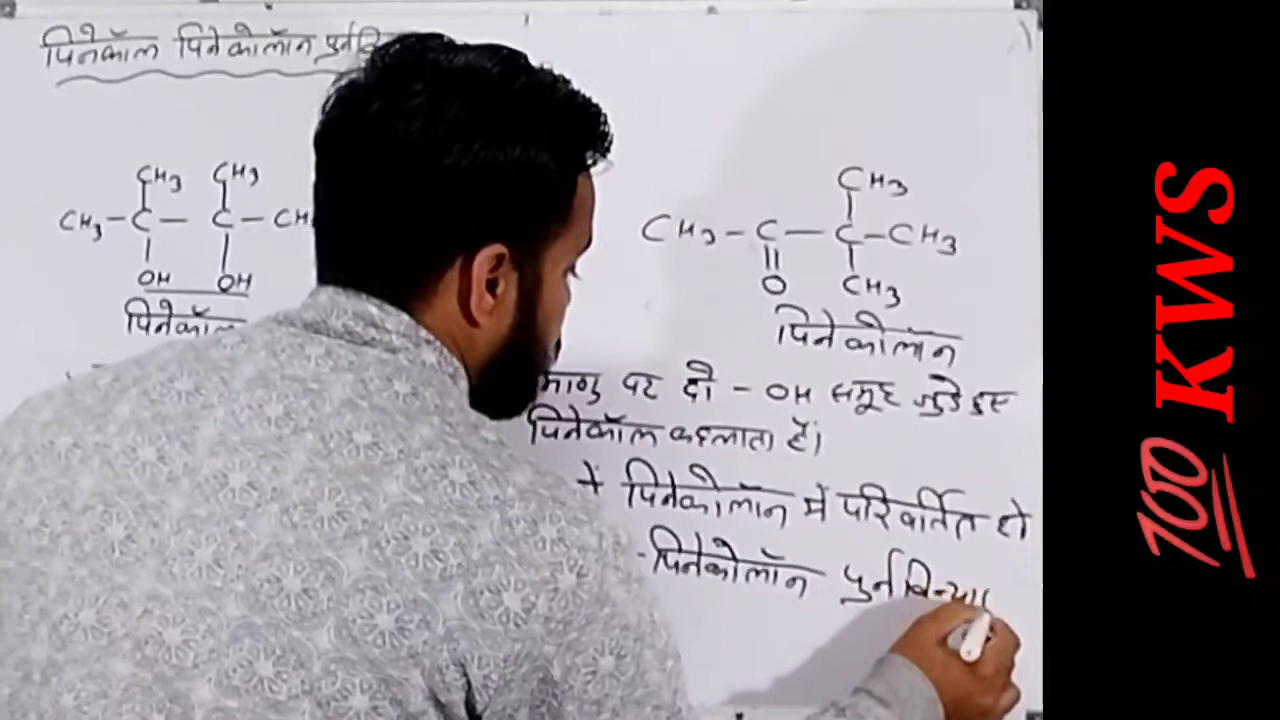 पिनेकॉल पिनेकोलॉन
CH3 CH3
CH3 - C - C - CH
OH OH
पिनेकॉल
CH3
CH3 - C - C - CH3
O CH3
पिनेकोलॉन
पर दो - OH समूह जुड़े हुए
पिनेकॉल कहलाता है।
+ पिनेकोलॉन में परिवर्तित हो
-पिनेकोलॉन पुर्नविन्या
100 KWS